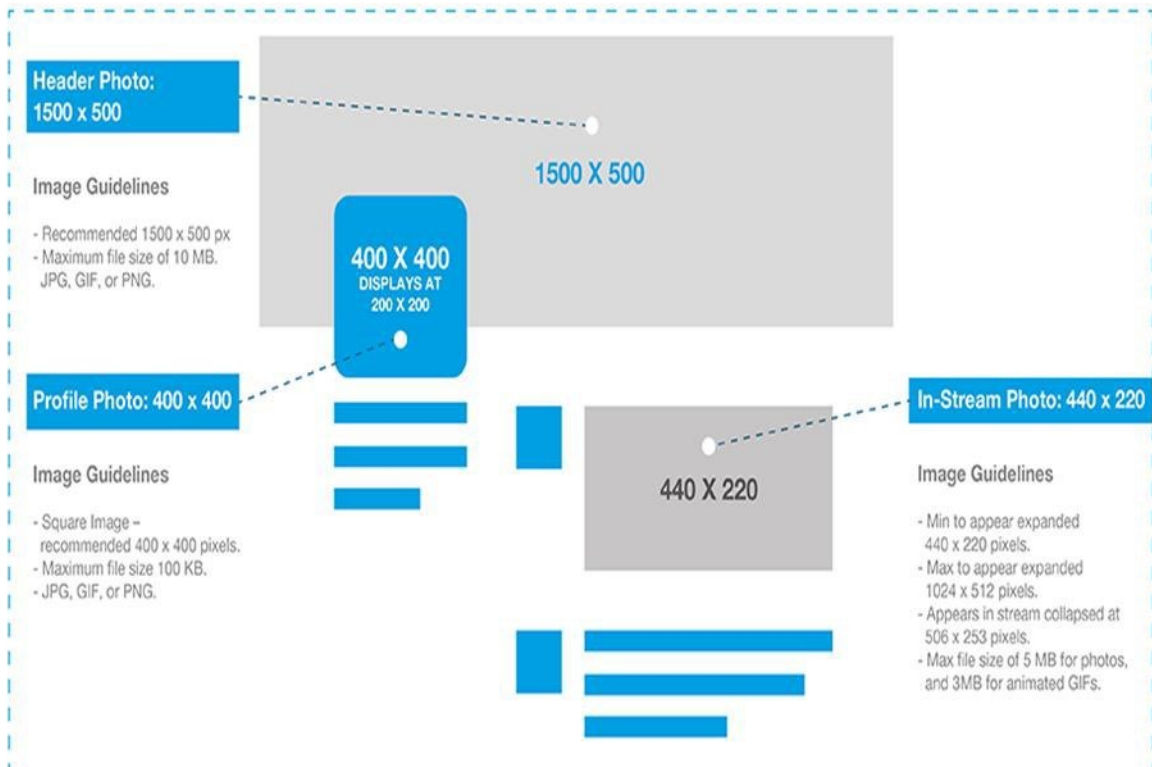 Header Photo:
1500 x 500
Image Guidelines
- Recommended 1500 x 500 px
- Maximum file size of 10 MB.
JPG, GIF, or PNG.
1500 X 500
400 X 400
DISPLAYS AT
200 X 200
Profile Photo: 400 x 400
Image Guidelines
- Square Image –
recommended 400 x 400 pixels.
- Maximum file size 100 KB.
- JPG, GIF, or PNG.
440 X 220
In-Stream Photo: 440 x 220
Image Guidelines
- Min to appear expanded
440 x 220 pixels.
- Max to appear expanded
1024 x 512 pixels.
- Appears in stream collapsed at
506 x 253 pixels.
- Max file size of 5 MB for photos,
and 3MB for animated GIFs.